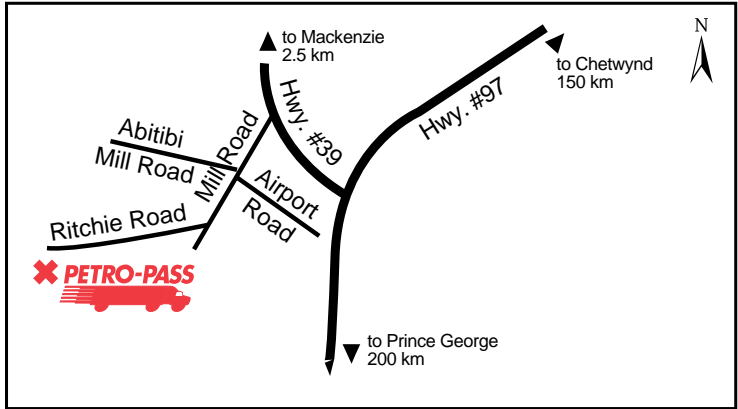 to Mackenzie
2.5 km
N
to Chetwynd
150 km
Hwy. #97
Hwy. #39
Mill Road
Abitibi
Mill Road
Airport
Road
Ritchie Road
PETRO-PASS
to Prince George
200 km